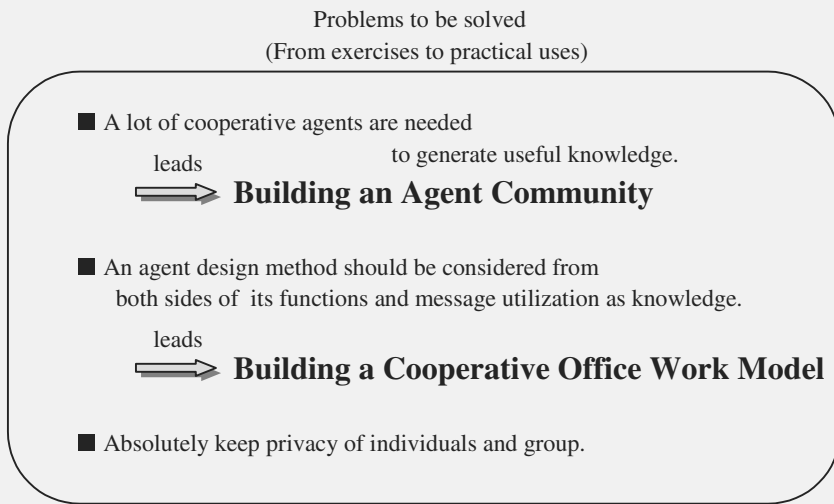 Problems to be solved
(From exercises to practical uses)
■ A lot of cooperative agents are needed
to generate useful knowledge.
leads
Building an Agent Community
■ An agent design method should be considered from
both sides of its functions and message utilization as knowledge.
leads
Building a Cooperative Office Work Model
■ Absolutely keep privacy of individuals and group.